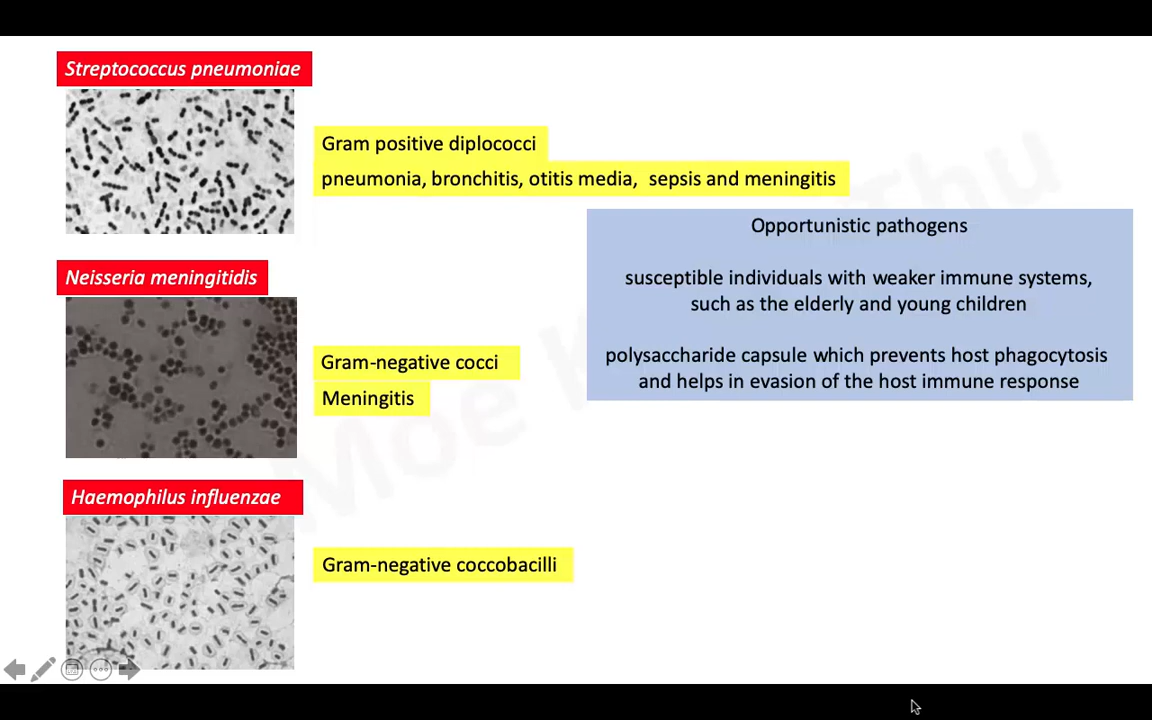 Streptococcus pneumoniae
Gram positive diplococci
pneumonia, bronchitis, otitis media, sepsis and meningitis
Opportunistic pathogens
susceptible individuals with weaker immune systems,
such as the elderly and young children
polysaccharide capsule which prevents host phagocytosis
and helps in evasion of the host immune response
Neisseria meningitidis
Gram-negative cocci
Meningitis
Haemophilus influenzae
Gram-negative coccobacilli
Moe